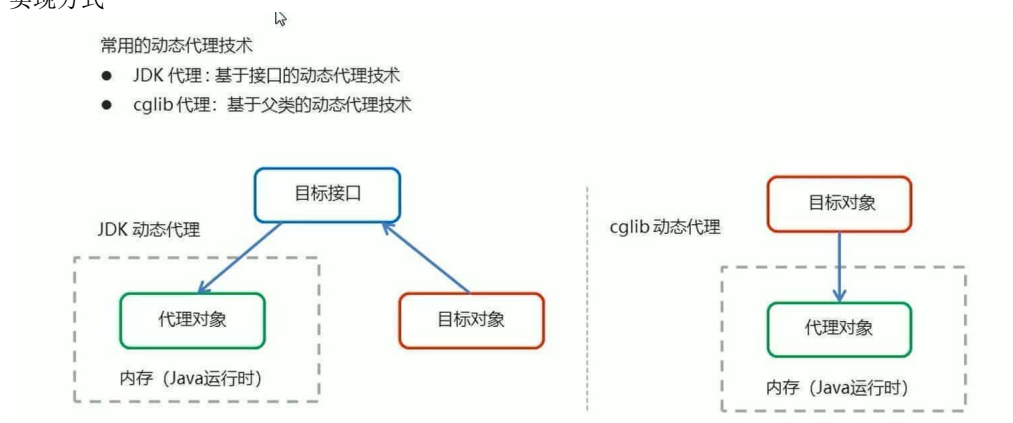 实现方式
常用的动态代理技术
● JDK 代理 : 基于接口的动态代理技术
● cglib 代理：基于父类的动态代理技术
目标接口
JDK 动态代理
代理对象
目标对象
内存（Java运行时）
目标对象
cglib 动态代理
代理对象
内存（Java运行时）